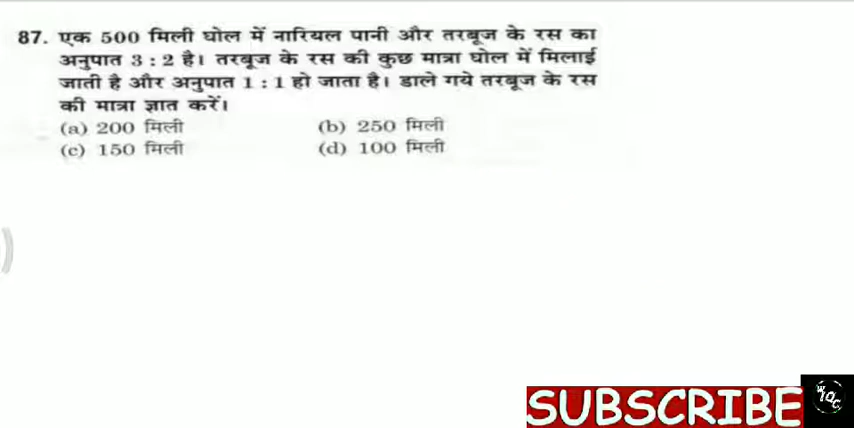 87. एक 500 मिली घोल में नारियल पानी और तरबूज के रस का
अनुपात 3 : 2 है। तरबूज के रस की कुछ मात्रा घोल में मिलाई
जाती है और अनुपात 1 : 1 हो जाता है। डाले गये तरबूज के रस
की मात्रा ज्ञात करें।
(a) 200 मिली (b) 250 मिली
(c) 150 मिली (d) 100 मिली
SUBSCRIBE